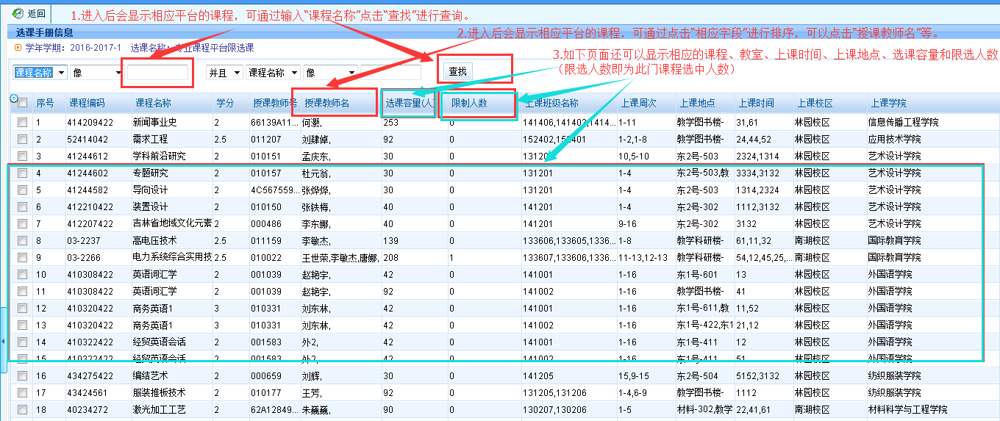 返回
1.进入后会显示相应平台的课程，可通过输入“课程名称”点击“查找”进行查询。
选课手册信息
2.进入后会显示相应平台的课程，可通过点击“相应字段”进行排序，可以点击“授课教师名”等。
学年学期：2016-2017-1 选课名称：专业课程平台限选课
3.如下页面还可以显示相应的课程、教室、上课时间、上课地点、选课容量和限选人数
（限选人数即为此门课程选中人数）
课程名称 像 并且 课程名称 像 查找
序号 课程编码 课程名称 学分 授课教师号 授课教师名 选课容量(人) 限制人数 上课班级名称 上课周次 上课地点 上课时间 上课校区 上课学院
1 414209422 新闻事业史 2 66139A11... 何灏, 253 0 141406,141403,1414... 1-11 教学图书楼- 31,61 林园校区 信息传播工程学院
2 52414042 需求工程 2.5 011207 刘建倬, 92 0 152402,152401 1-2,1-8 教学图书楼- 24,44,52 林园校区 应用技术学院
3 41244612 学科前沿研究 2 010151 孟庆东, 30 0 131201 10,5-10 东2号-503 2324,1314 林园校区 艺术设计学院
4 41244602 专题研究 2 010157 杜元翁, 30 0 131201 1-4 东2号-503,教 3334,3132 林园校区 艺术设计学院
5 41244582 导向设计 2 4C567559... 张烨烨, 30 0 131201 1-4 东2号-503 1314,2324 林园校区 艺术设计学院
6 412210422 装置设计 2 010150 张铁梅, 40 0 141201 1-4 东2号-302 1112,3132 林园校区 艺术设计学院
7 412207422 吉林省地域文化元素 2 000486 李东娜, 40 0 141201 9-16 东2号-302 3132 林园校区 艺术设计学院
8 03-2237 高电压技术 2.5 011159 李敏杰, 139 0 133606,133605,1336... 1-8 教学科研楼- 61,11,32 南湖校区 国际教育学院
9 03-2266 电力系统综合实用技 2.5 010022 王世荣,李敏杰,唐娜, 208 1 133607,133606,1336... 11-13,12-13 教学科研楼- 54,12,45,25,... 南湖校区 国际教育学院
10 410308422 英语词汇学 2 001039 赵艳宇, 42 0 141001 1-16 东1号-601 13 林园校区 外国语学院
11 410308422 英语词汇学 2 001039 赵艳宇, 92 0 141002 1-16 教学图书楼- 41 林园校区 外国语学院
12 410320422 商务英语1 3 010331 刘东林, 42 0 141001 1-16 东1号-611,教 11,52 林园校区 外国语学院
13 410320422 商务英语1 3 010331 刘东林, 42 0 141002 1-16 东1号-422,东1 21,12 林园校区 外国语学院
14 410322422 经贸英语会话 2 001583 外2, 42 0 141001 1-16 东1号-411 12 林园校区 外国语学院
15 410322422 经贸英语会话 2 001583 外2, 42 0 141002 1-16 东1号-411 51 林园校区 外国语学院
16 434275422 编结艺术 2 000659 刘辉, 30 0 141205 15,9-15 东2号-504 5152,3132 林园校区 纺织服装学院
17 43424561 服装推板技术 2 010177 王芳, 92 0 131205,131206 1-4,6-9 教学图书楼- 1112 林园校区 纺织服装学院
18 40234272 激光加工工艺 2 62A12849... 朱巍巍, 90 0 130207,130206 1-5 材料-302,教学 22,41,61 南湖校区 材料科学与工程学院